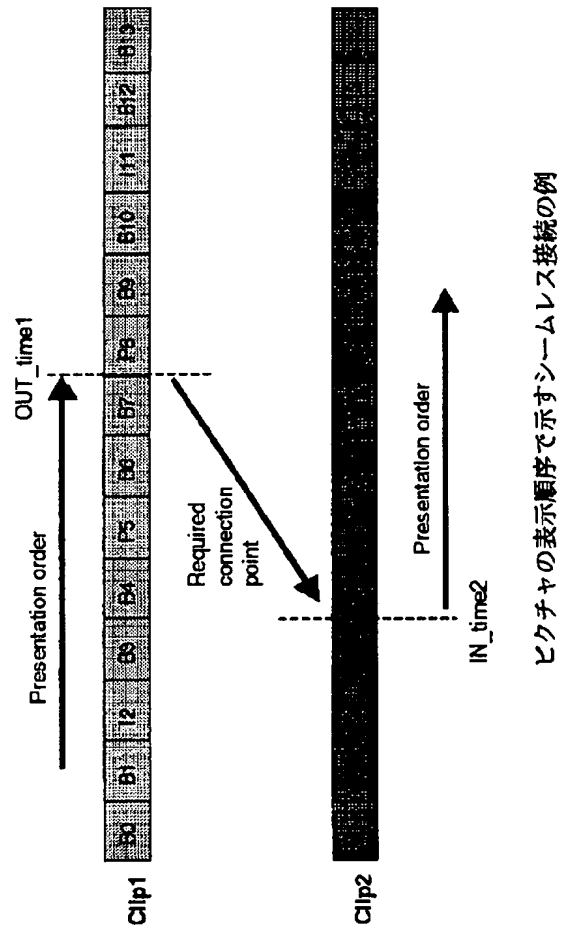 OUT_time1
Presentation order
Clip1 B0 B1 I2 B3 B4 P5 B6 B7 P8 B9 B10 I11 B12 B13
Required
connection
point
Clip2
Presentation order
IN_time2
ピクチャの表示順序で示すシームレス接続の例